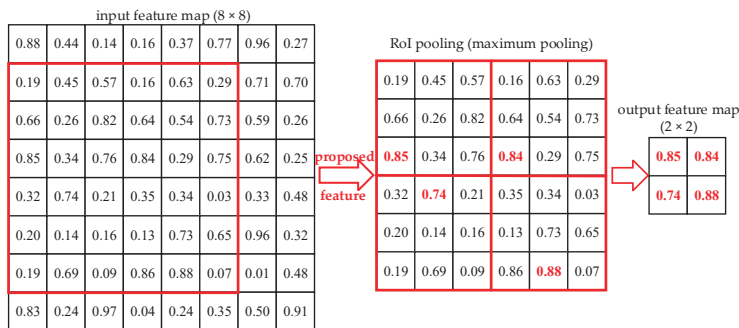 input feature map (8 × 8)
0.88 0.44 0.14 0.16 0.37 0.77 0.96 0.27
0.19 0.45 0.57 0.16 0.63 0.29 0.71 0.70
0.66 0.26 0.82 0.64 0.54 0.73 0.59 0.26
0.85 0.34 0.76 0.84 0.29 0.75 0.62 0.25
0.32 0.74 0.21 0.35 0.34 0.03 0.33 0.48
0.20 0.14 0.16 0.13 0.73 0.65 0.96 0.32
0.19 0.69 0.09 0.86 0.88 0.07 0.01 0.48
0.83 0.24 0.97 0.04 0.24 0.35 0.50 0.91
proposed
feature
RoI pooling (maximum pooling)
0.19 0.45 0.57 0.16 0.63 0.29
0.66 0.26 0.82 0.64 0.54 0.73
0.85 0.34 0.76 0.84 0.29 0.75
0.32 0.74 0.21 0.35 0.34 0.03
0.20 0.14 0.16 0.13 0.73 0.65
0.19 0.69 0.09 0.86 0.88 0.07
output feature map
(2 × 2)
0.85 0.84
0.74 0.88